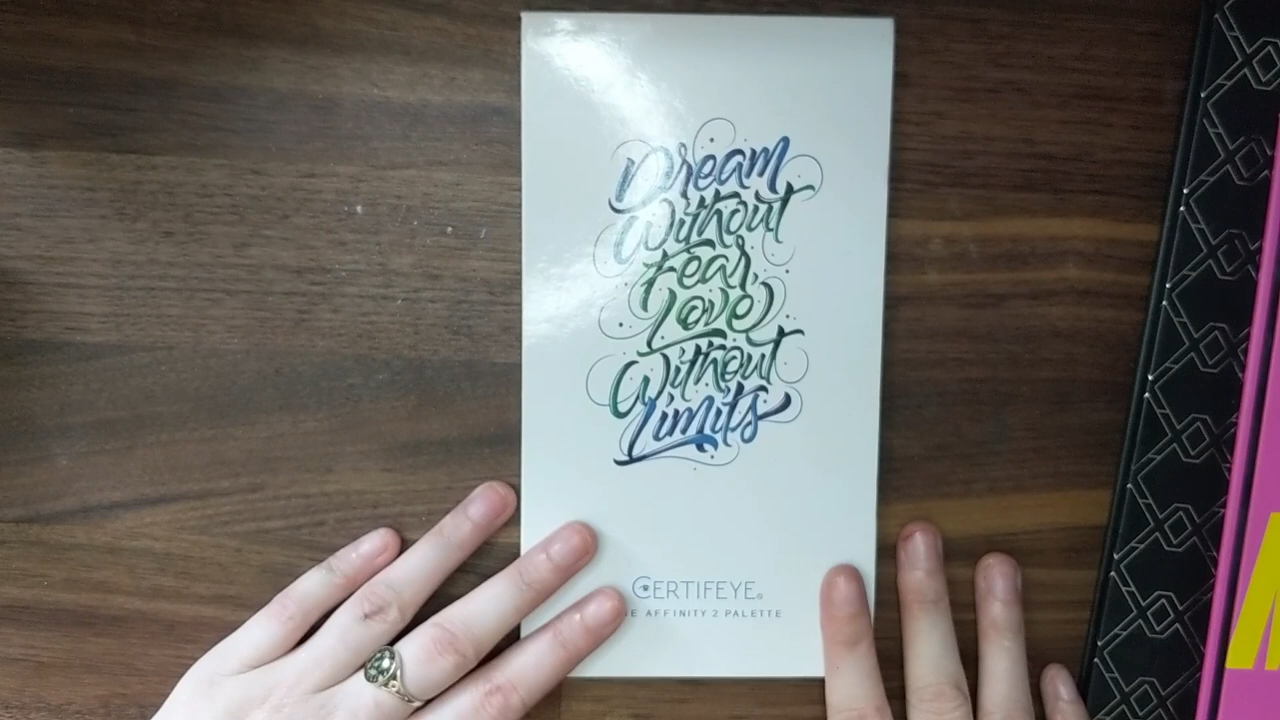 Dream
Without
Fear,
Love
Without
Limits
CERTIFEYE®
AFFINITY 2 PALETTE